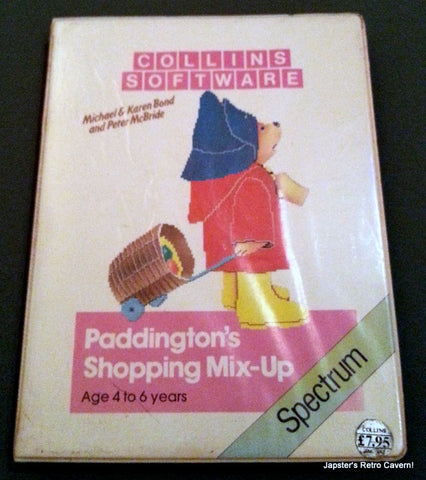 COLLINS
SOFTWARE
Michael & Karen Bond
and Peter McBride
Paddington's
Shopping Mix-Up
Age 4 to 6 years
Spectrum
COLLINS
£7.95
Japster's Retro Cavern!